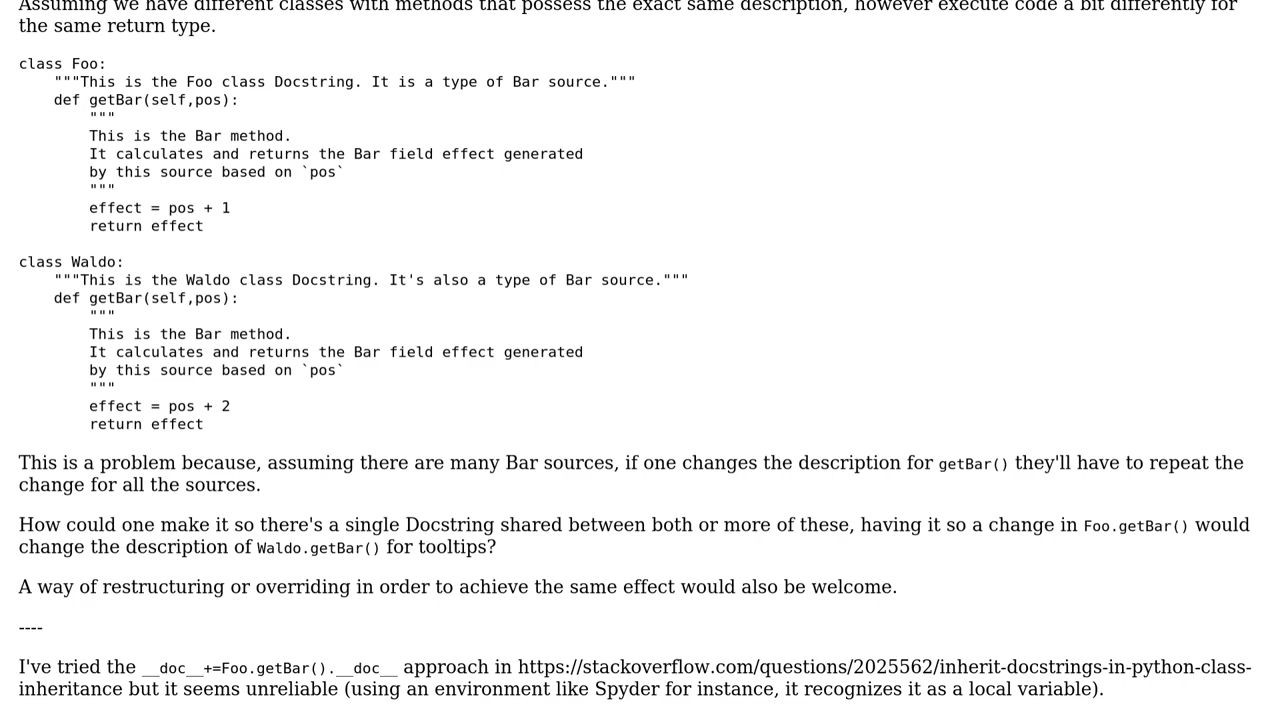 Assuming we have different classes with methods that possess the exact same description, however execute code a bit differently for
the same return type.
class Foo:
    """This is the Foo class Docstring. It is a type of Bar source."""
    def getBar(self,pos):
        """
        This is the Bar method.
        It calculates and returns the Bar field effect generated
        by this source based on `pos`
        """
        effect = pos + 1
        return effect
class Waldo:
    """This is the Waldo class Docstring. It's also a type of Bar source."""
    def getBar(self,pos):
        """
        This is the Bar method.
        It calculates and returns the Bar field effect generated
        by this source based on `pos`
        """
        effect = pos + 2
        return effect
This is a problem because, assuming there are many Bar sources, if one changes the description for getBar() they'll have to repeat the
change for all the sources.
How could one make it so there's a single Docstring shared between both or more of these, having it so a change in Foo.getBar() would
change the description of Waldo.getBar() for tooltips?
A way of restructuring or overriding in order to achieve the same effect would also be welcome.
----
I've tried the __doc__+=Foo.getBar().__doc__ approach in https://stackoverflow.com/questions/2025562/inherit-docstrings-in-python-class-
inheritance but it seems unreliable (using an environment like Spyder for instance, it recognizes it as a local variable).